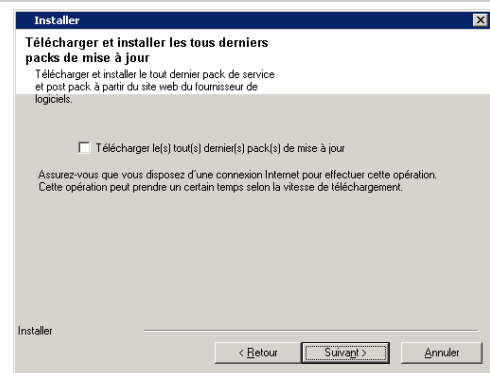 Installer
Télécharger et installer les tous derniers
packs de mise à jour
Télécharger et installer le tout dernier pack de service
et post pack à partir du site web du fournisseur de
logiciels.
Télécharger le(s) tout(s) dernier(s) pack(s) de mise à jour
Assurez-vous que vous disposez d'une connexion Internet pour effectuer cette opération.
Cette opération peut prendre un certain temps selon la vitesse de téléchargement.
Installer
< Retour Suivant > Annuler